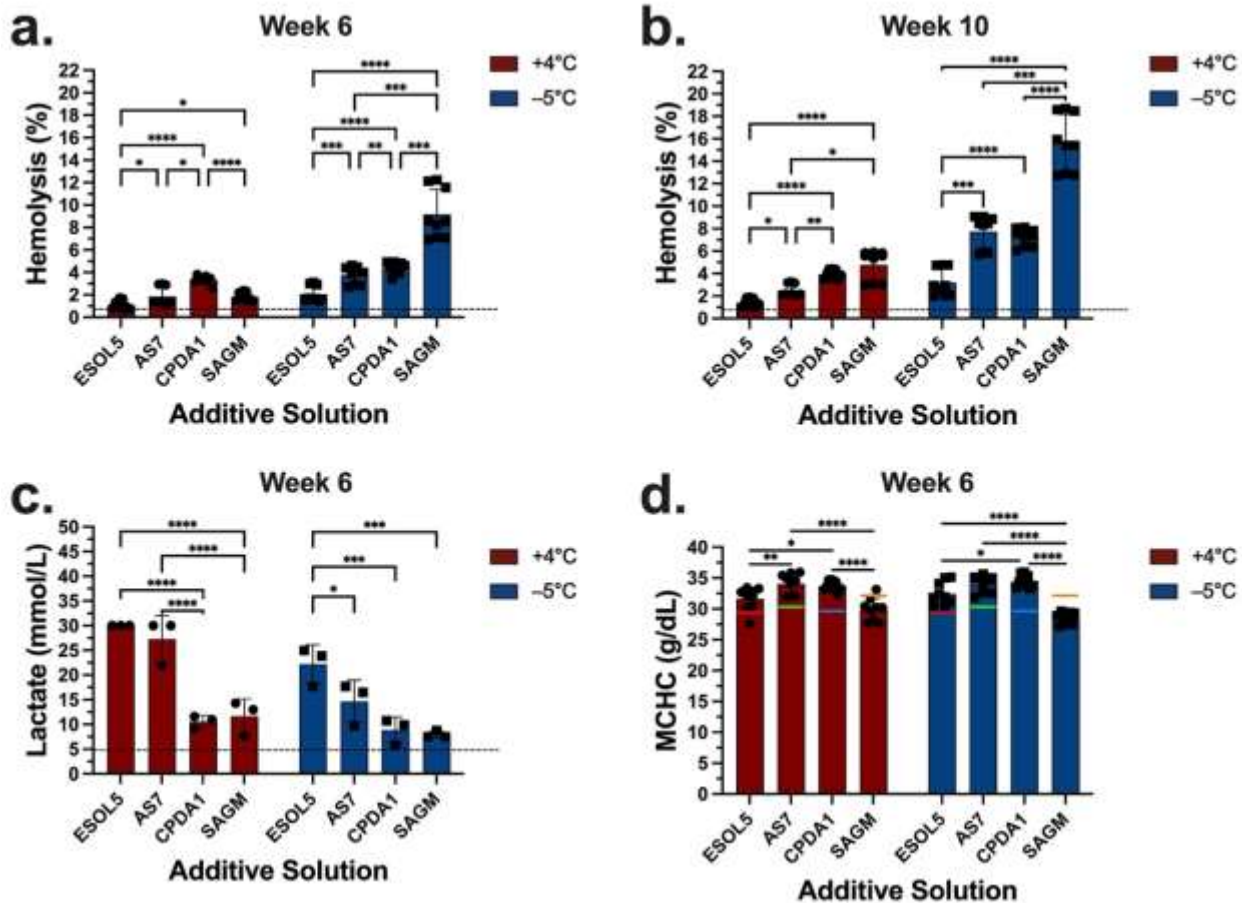 a.
Week 6
+4°C
–5°C
Hemolysis (%)
22
20
18
16
14
12
10
8
6
4
2
0
*
****
*
*
****
****
***
****
***
**
***
ESOL5
AS7
CPDA1
SAGM
ESOL5
AS7
CPDA1
SAGM
Additive Solution
b.
Week 10
+4°C
–5°C
Hemolysis (%)
22
20
18
16
14
12
10
8
6
4
2
0
****
*
****
*
**
****
***
****
****
***
ESOL5
AS7
CPDA1
SAGM
ESOL5
AS7
CPDA1
SAGM
Additive Solution
c.
Week 6
+4°C
–5°C
Lactate (mmol/L)
50
45
40
35
30
25
20
15
10
5
0
****
****
****
****
***
***
*
ESOL5
AS7
CPDA1
SAGM
ESOL5
AS7
CPDA1
SAGM
Additive Solution
d.
Week 6
+4°C
–5°C
MCHC (g/dL)
40
35
30
25
20
15
10
5
0
****
*
**
****
****
****
*
****
ESOL5
AS7
CPDA1
SAGM
ESOL5
AS7
CPDA1
SAGM
Additive Solution